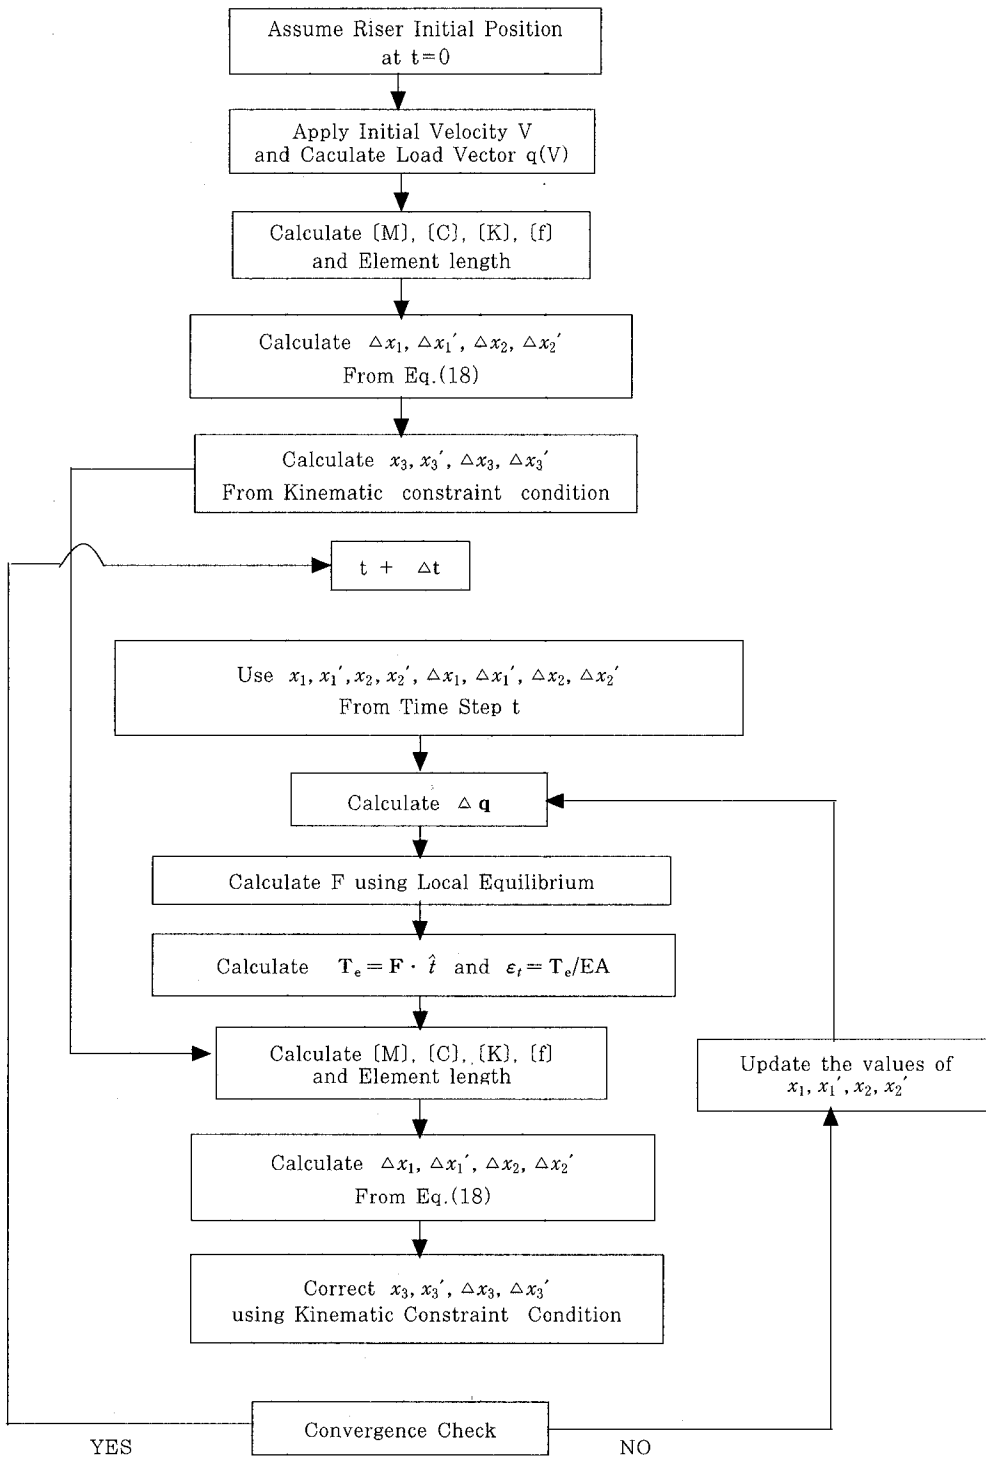 Assume Riser Initial Position
at t=0
Apply Initial Velocity V
and Caculate Load Vector q(V)
Calculate [M], [C], [K], [f]
and Element length
Calculate △x₁, △x₁′, △x₂, △x₂′
From Eq.(18)
Calculate x₃, x₃′, △x₃, △x₃′
From Kinematic constraint condition
t + △t
Use x₁, x₁′, x₂, x₂′, △x₁, △x₁′, △x₂, △x₂′
From Time Step t
Calculate △ q
Calculate F using Local Equilibrium
Calculate Tₑ = F · t̂ and εₜ = Tₑ/EA
Calculate [M], [C], [K], [f]
and Element length
Update the values of
x₁, x₁′, x₂, x₂′
Calculate △x₁, △x₁′, △x₂, △x₂′
From Eq.(18)
Correct x₃, x₃′, △x₃, △x₃′
using Kinematic Constraint Condition
Convergence Check
YES
NO